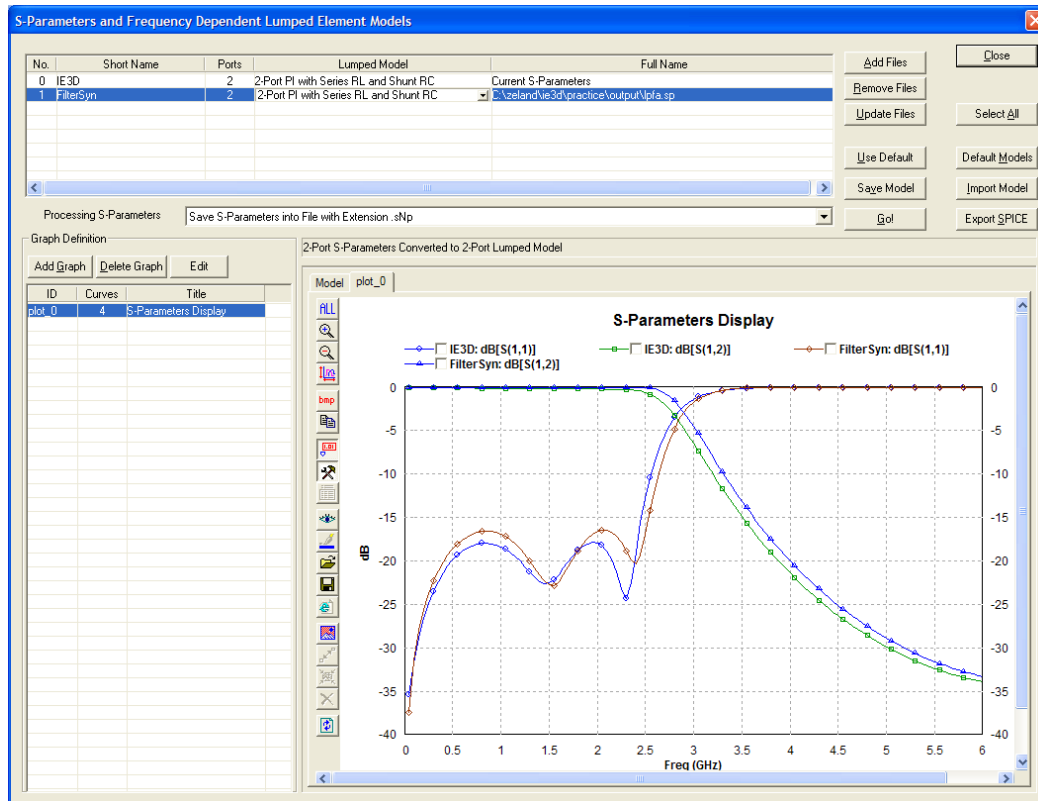 S-Parameters and Frequency Dependent Lumped Element Models
No. Short Name Ports Lumped Model Full Name
0 IE3D 2 2-Port PI with Series RL and Shunt RC Current S-Parameters
1 FilterSyn 2 2-Port PI with Series RL and Shunt RC C:\zeland\ie3d\practice\output\lpfa.sp
Add Files
Close
Remove Files
Update Files
Select All
Use Default
Default Models
Save Model
Import Model
Processing S-Parameters
Save S-Parameters into File with Extension .sNp
Go!
Export SPICE
Graph Definition
Add Graph Delete Graph Edit
ID Curves Title
plot_0 4 S-Parameters Display
2-Port S-Parameters Converted to 2-Port Lumped Model
Model plot_0
ALL
bmp
S-Parameters Display
IE3D: dB[S(1,1)] IE3D: dB[S(1,2)] FilterSyn: dB[S(1,1)]
FilterSyn: dB[S(1,2)]
0 0
-5 -5
-10 -10
-15 -15
-20 -20
dB
-25 -25
-30 -30
-35 -35
-40 -40
0 0.5 1 1.5 2 2.5 3 3.5 4 4.5 5 5.5 6
Freq (GHz)